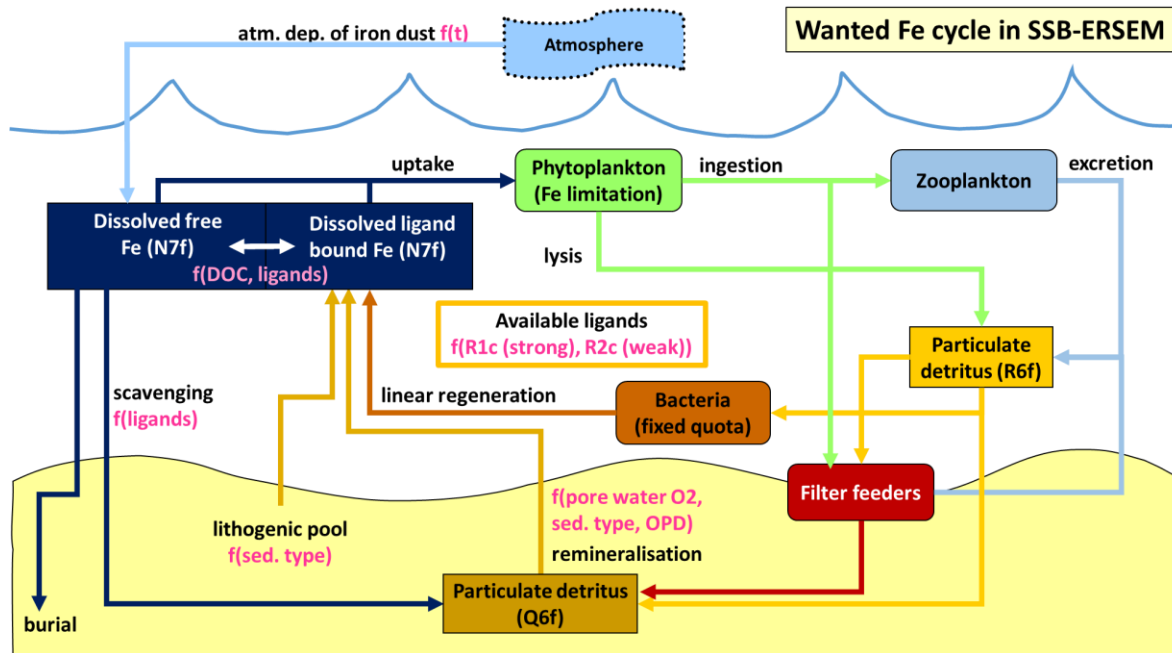 Wanted Fe cycle in SSB-ERSEM
atm. dep. of iron dust f(t)
Atmosphere
uptake
Phytoplankton
(Fe limitation)
ingestion
Zooplankton
excretion
Dissolved free
Fe (N7f)
Dissolved ligand
bound Fe (N7f)
f(DOC, ligands)
lysis
Available ligands
f(R1c (strong), R2c (weak))
Particulate
detritus (R6f)
scavenging
f(ligands)
linear regeneration
Bacteria
(fixed quota)
Filter feeders
lithogenic pool
f(sed. type)
f(pore water O2,
sed. type, OPD)
remineralisation
Particulate detritus
(Q6f)
burial